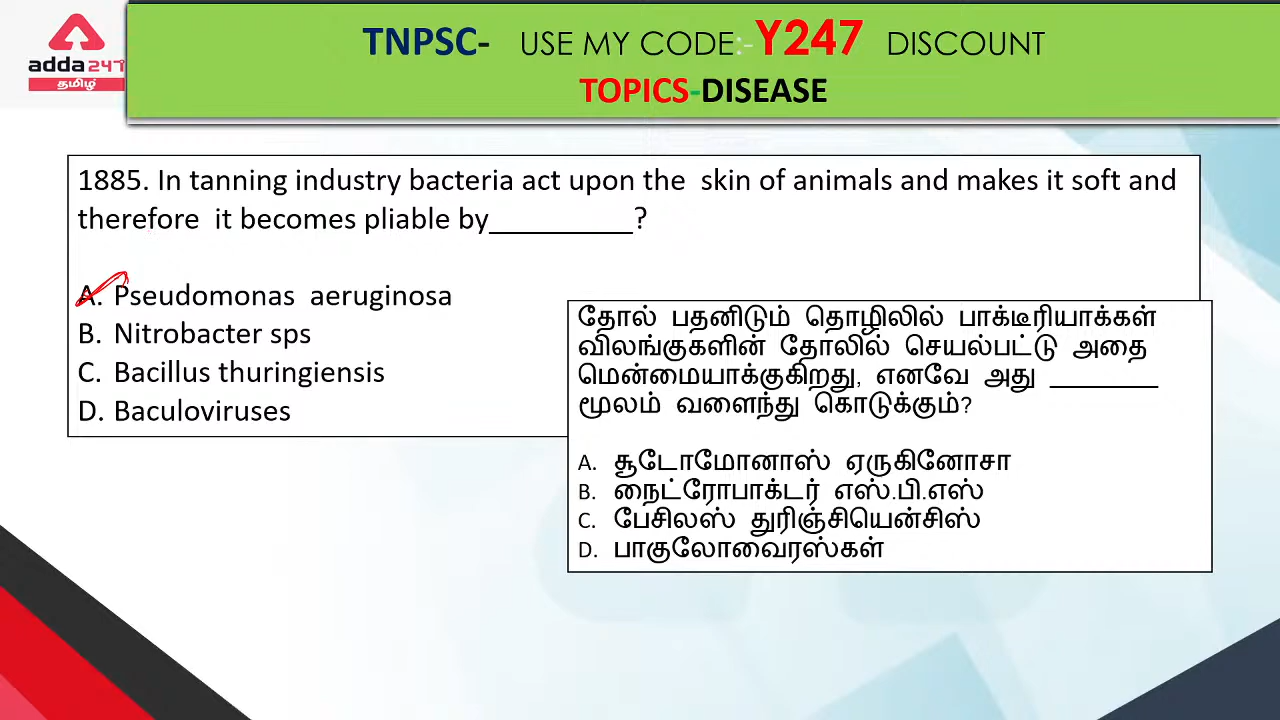 adda247
தமிழ்
TNPSC- USE MY CODE:-Y247 DISCOUNT
TOPICS-DISEASE
1885. In tanning industry bacteria act upon the skin of animals and makes it soft and
therefore it becomes pliable by__________?
A. Pseudomonas aeruginosa
B. Nitrobacter sps
C. Bacillus thuringiensis
D. Baculoviruses
தோல் பதனிடும் தொழிலில் பாக்டீரியாக்கள்
விலங்குகளின் தோலில் செயல்பட்டு அதை
மென்மையாக்குகிறது, எனவே அது ________
மூலம் வளைந்து கொடுக்கும்?
A. சூடோமோனாஸ் ஏருகினோசா
B. நைட்ரோபாக்டர் எஸ்.பி.எஸ்
C. பேசிலஸ் துரிஞ்சியென்சிஸ்
D. பாகுலோவைரஸ்கள்